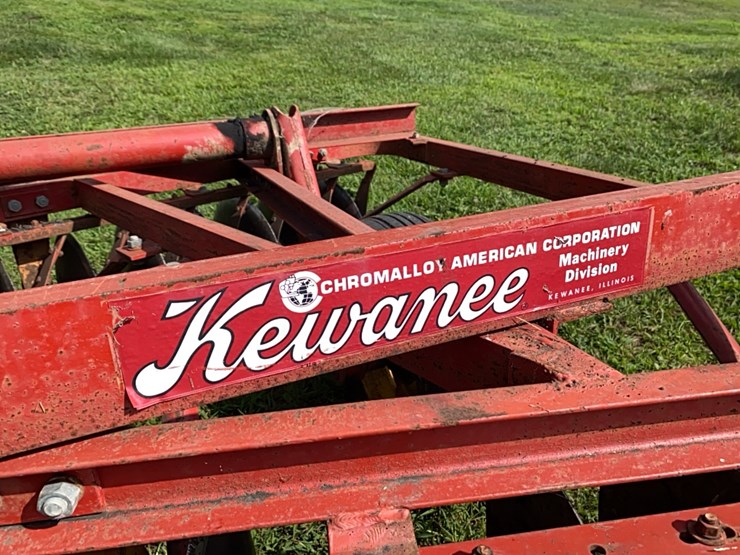 CHROMALLOY AMERICAN CORPORATION
Kewanee
Machinery
Division
KEWANEE, ILLINOIS